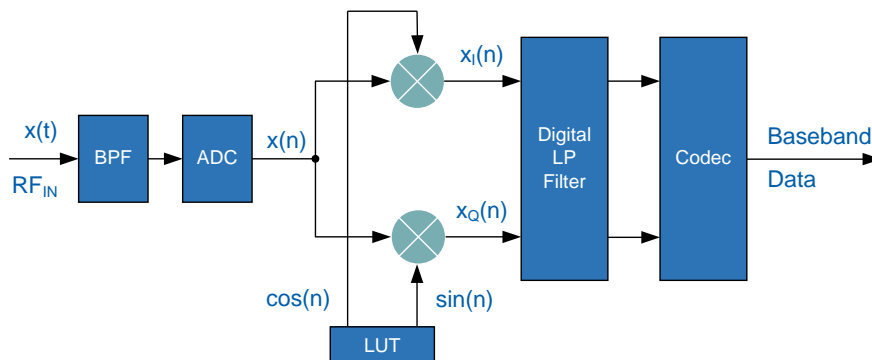 x(t)
RF_IN
BPF
ADC
x(n)
x_I(n)
x_Q(n)
cos(n)
sin(n)
LUT
Digital
LP
Filter
Codec
Baseband
Data